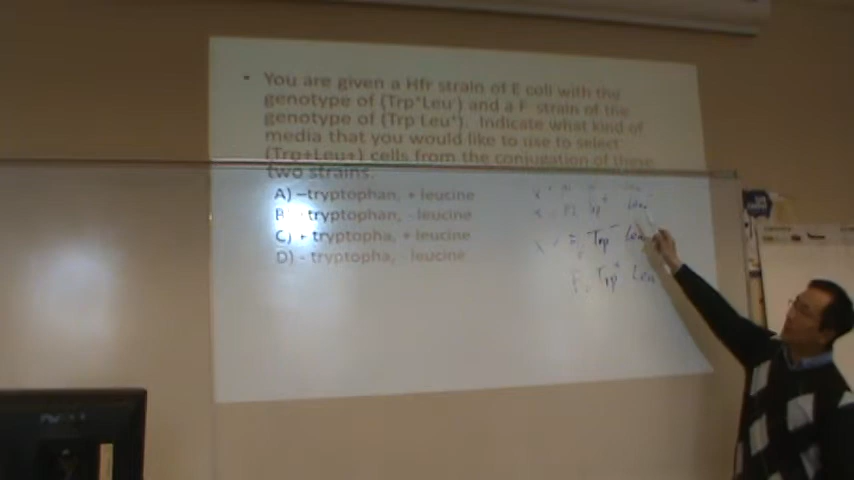 You are given a Hfr strain of E coli with the
genotype of (Trp⁺Leu⁻) and a F⁻ strain of the
genotype of (Trp⁻Leu⁺). Indicate what kind of
media that you would like to use to select
(Trp+Leu+) cells from the conjugation of these
two strains.
A) –tryptophan, + leucine
B) -tryptophan, - leucine
C) + tryptopha, + leucine
D) - tryptopha, - leucine
Leu
Trp⁻ Leu
F Trp⁺ Leu